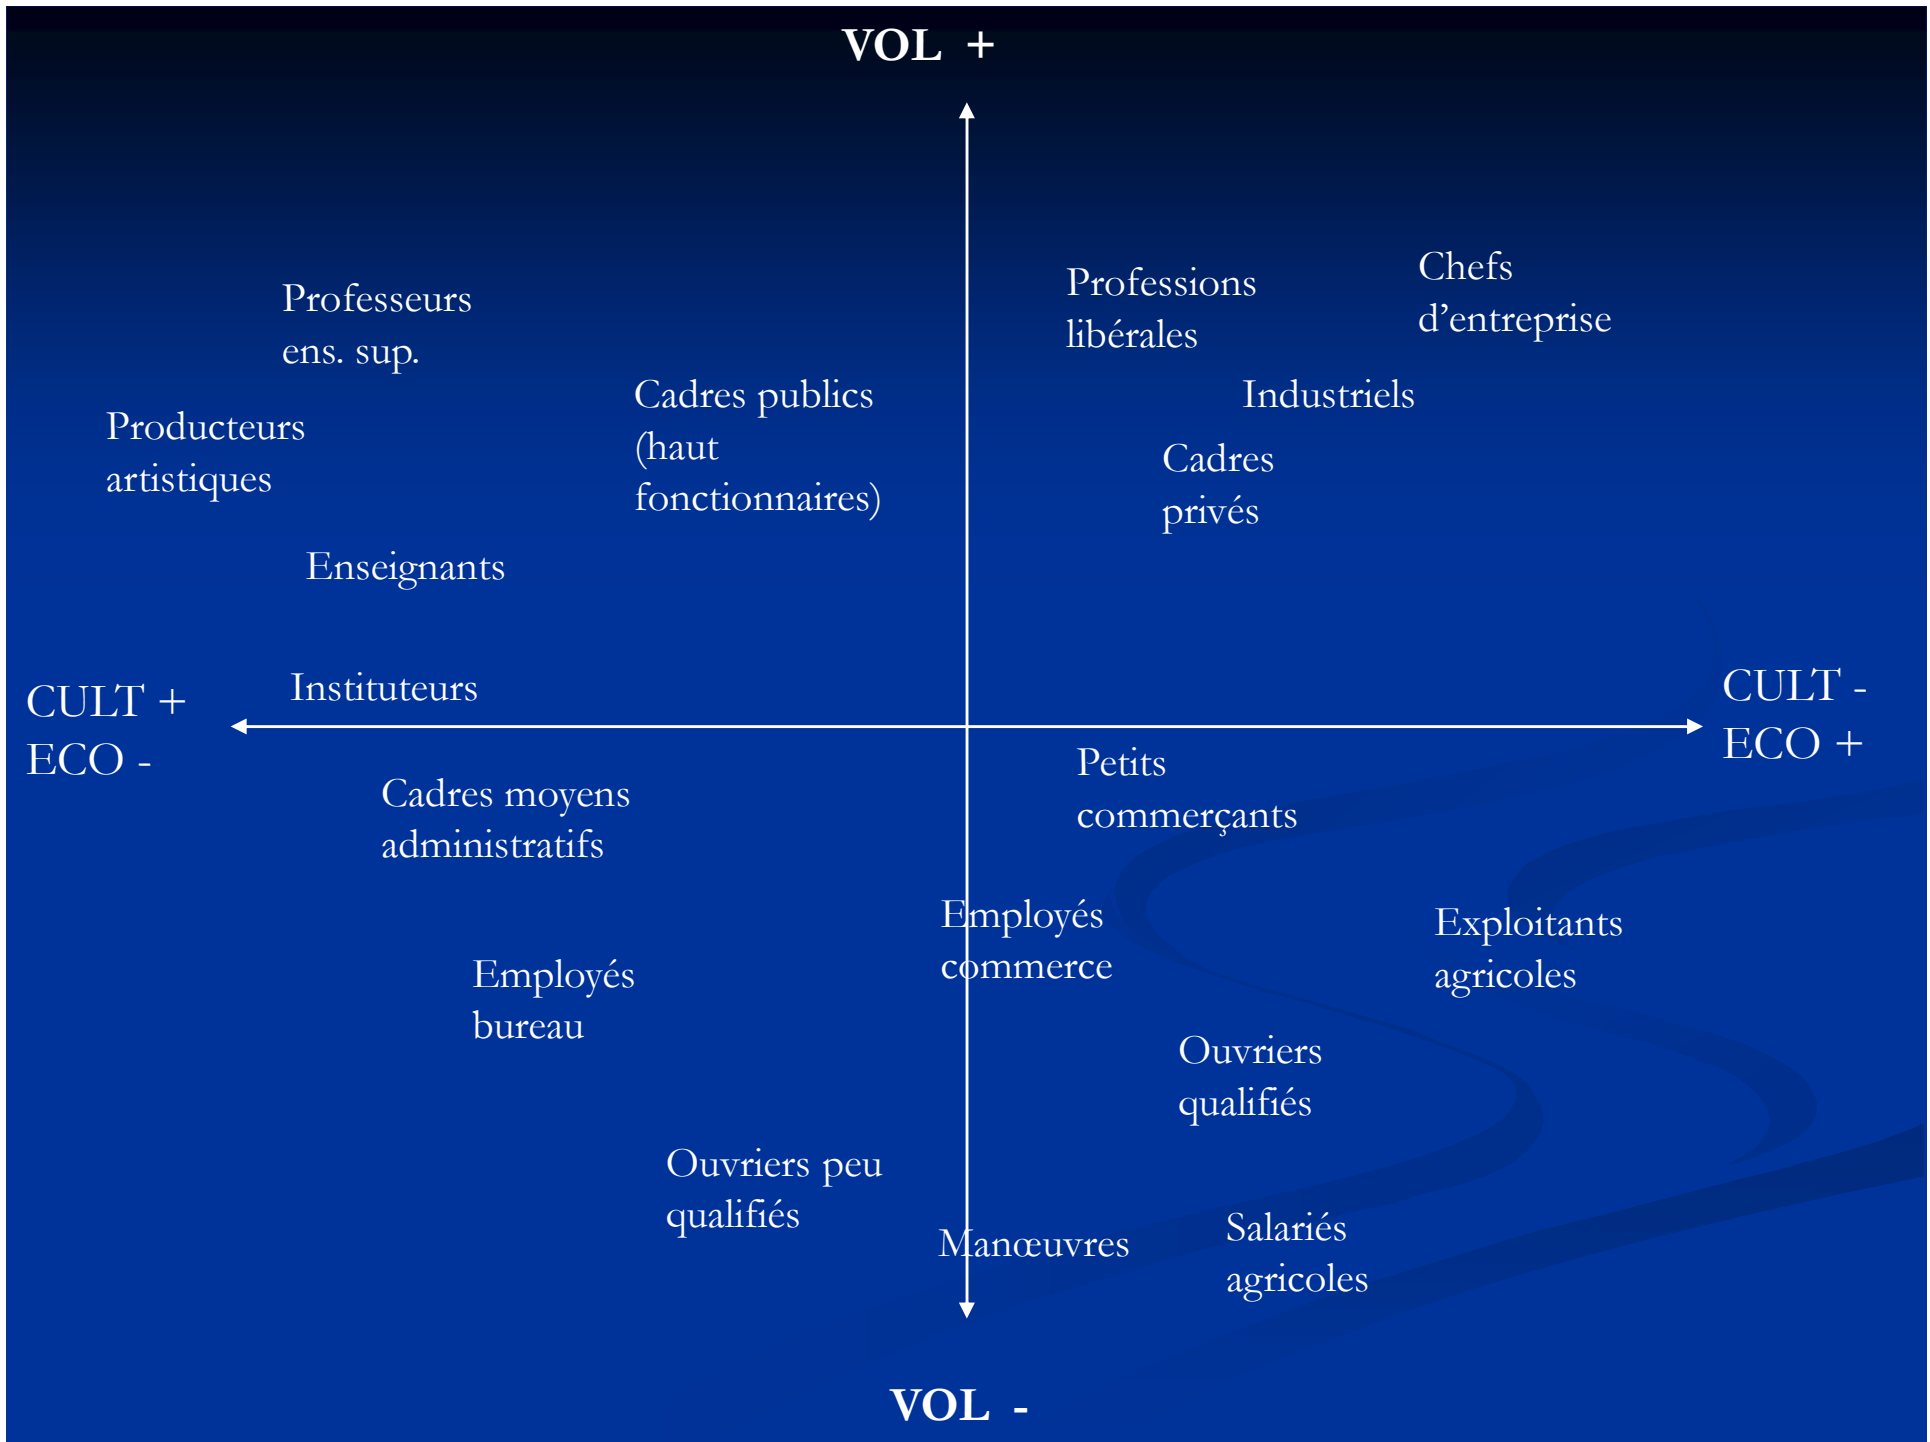 VOL +
Chefs
d’entreprise
Professions
libérales
Professeurs
ens. sup.
Cadres publics
(haut
fonctionnaires)
Industriels
Producteurs
artistiques
Cadres
privés
Enseignants
Instituteurs
CULT +
ECO -
CULT -
ECO +
Petits
commerçants
Cadres moyens
administratifs
Employés
commerce
Exploitants
agricoles
Employés
bureau
Ouvriers
qualifiés
Ouvriers peu
qualifiés
Manœuvres
Salariés
agricoles
VOL -